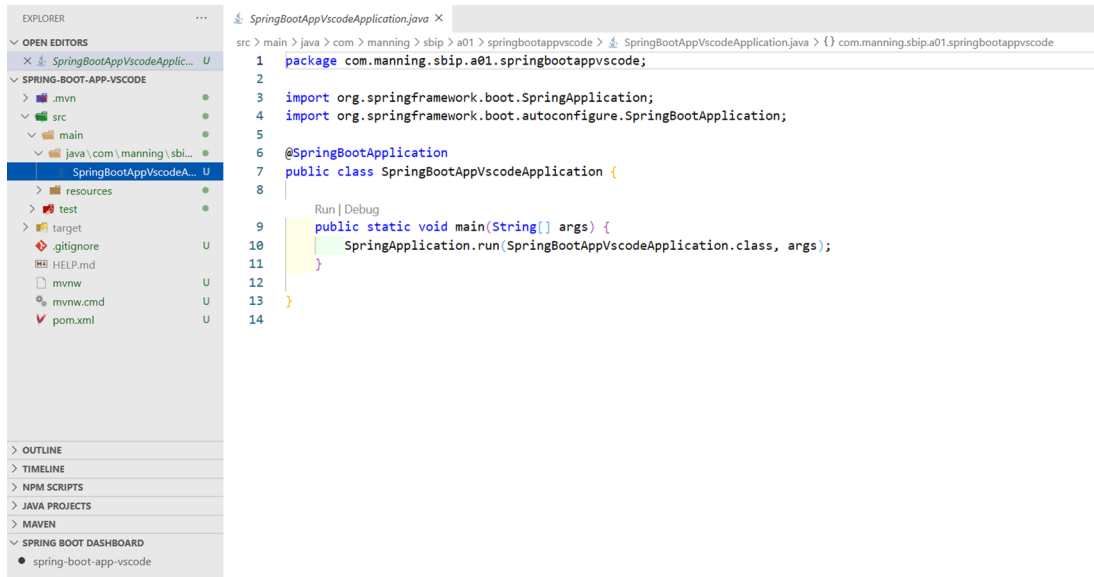 EXPLORER ...
OPEN EDITORS
SpringBootAppVscodeApplic... U
SPRING-BOOT-APP-VSCODE
.mvn
src
main
java\com\manning\sbi...
SpringBootAppVscodeA... U
resources
test
target
.gitignore U
HELP.md
mvnw U
mvnw.cmd U
pom.xml U
OUTLINE
TIMELINE
NPM SCRIPTS
JAVA PROJECTS
MAVEN
SPRING BOOT DASHBOARD
spring-boot-app-vscode
SpringBootAppVscodeApplication.java
src > main > java > com > manning > sbip > a01 > springbootappvscode > SpringBootAppVscodeApplication.java > {} com.manning.sbip.a01.springbootappvscode
1 package com.manning.sbip.a01.springbootappvscode;
2
3 import org.springframework.boot.SpringApplication;
4 import org.springframework.boot.autoconfigure.SpringBootApplication;
5
6 @SpringBootApplication
7 public class SpringBootAppVscodeApplication {
8
Run | Debug
9 public static void main(String[] args) {
10 SpringApplication.run(SpringBootAppVscodeApplication.class, args);
11 }
12
13 }
14